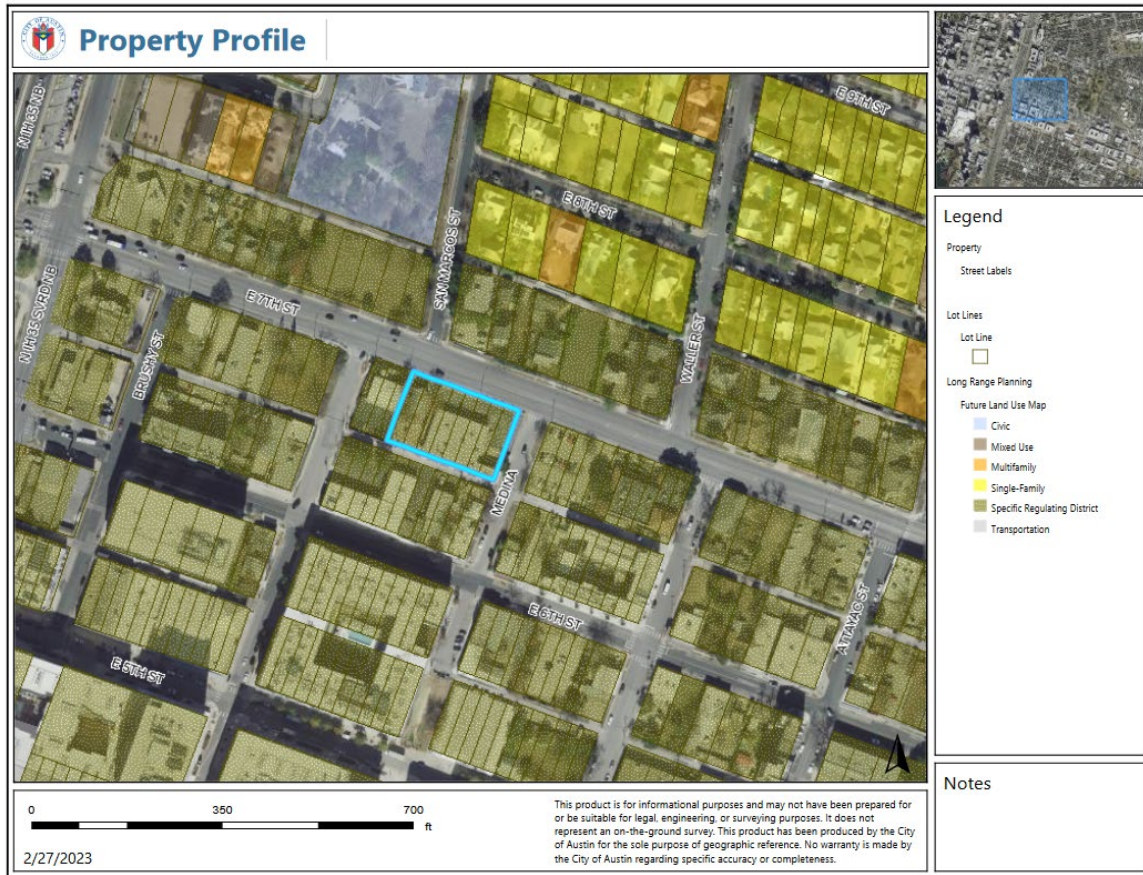 Property Profile
N IH 35 NB
E 9TH ST
E 8TH ST
SAN MARCOS ST
E 7TH ST
N IH 35 SVRD NB
BRUSHY ST
WALLER ST
MEDINA
E 6TH ST
ATTAYAC ST
E 5TH ST
Legend
Property
Street Labels
Lot Lines
Lot Line
Long Range Planning
Future Land Use Map
Civic
Mixed Use
Multifamily
Single-Family
Specific Regulating District
Transportation
Notes
0 350 700
ft
2/27/2023
This product is for informational purposes and may not have been prepared for
or be suitable for legal, engineering, or surveying purposes. It does not
represent an on-the-ground survey. This product has been produced by the City
of Austin for the sole purpose of geographic reference. No warranty is made by
the City of Austin regarding specific accuracy or completeness.